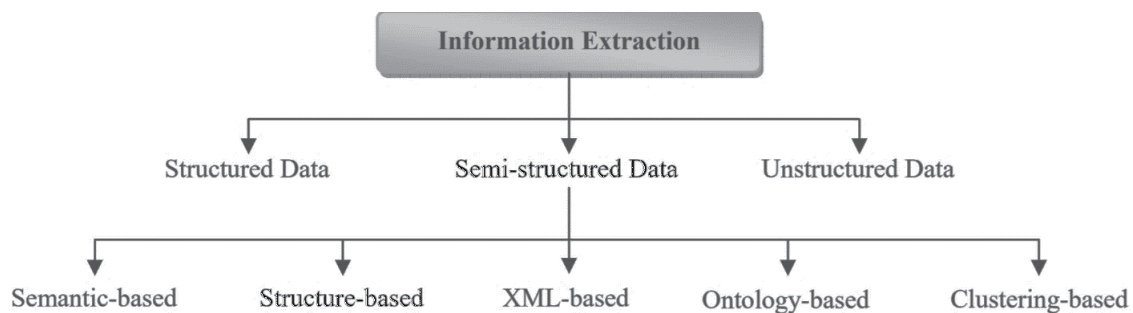 Information Extraction
Structured Data
Semi-structured Data
Unstructured Data
Semantic-based
Structure-based
XML-based
Ontology-based
Clustering-based